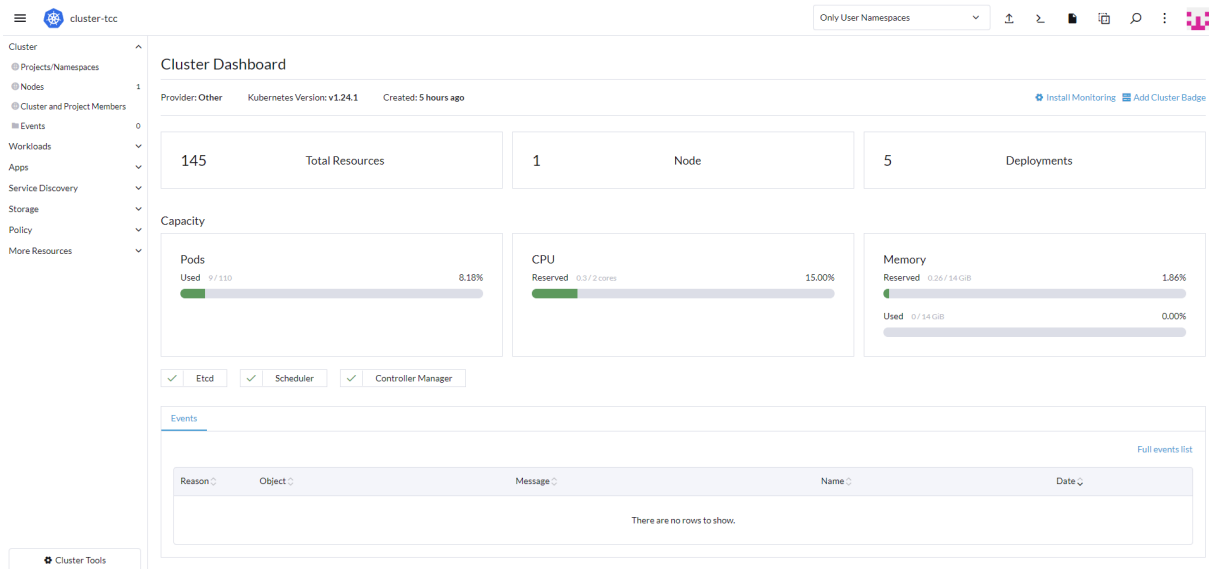 cluster-tcc
Only User Namespaces
Cluster
Projects/Namespaces
Nodes 1
Cluster and Project Members
Events 0
Workloads
Apps
Service Discovery
Storage
Policy
More Resources
Cluster Tools
Cluster Dashboard
Provider: Other Kubernetes Version: v1.24.1 Created: 5 hours ago
Install Monitoring Add Cluster Badge
145 Total Resources
1 Node
5 Deployments
Capacity
Pods
Used 9/110 8.18%
CPU
Reserved 0.3/2 cores 15.00%
Memory
Reserved 0.26/14 GiB 1.86%
Used 0/14 GiB 0.00%
Etcd
Scheduler
Controller Manager
Events
Full events list
Reason Object Message Name Date
There are no rows to show.